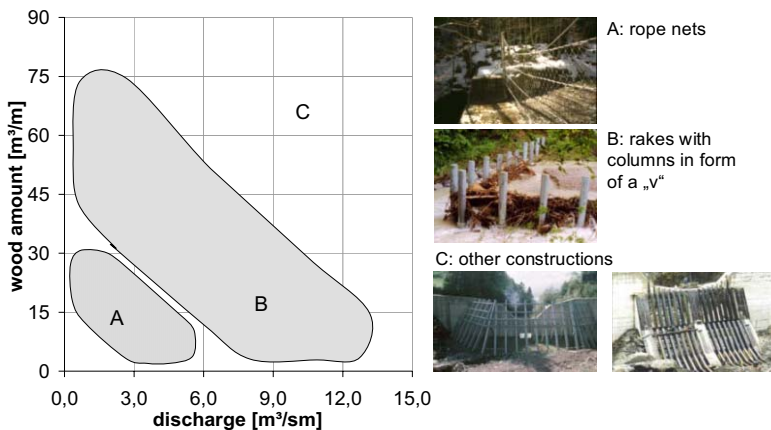 90
75
60
45
30
15
0
wood amount [m³/m]
0,0 3,0 6,0 9,0 12,0 15,0
discharge [m³/sm]
A
B
C
A: rope nets
B: rakes with
columns in form
of a „v“
C: other constructions